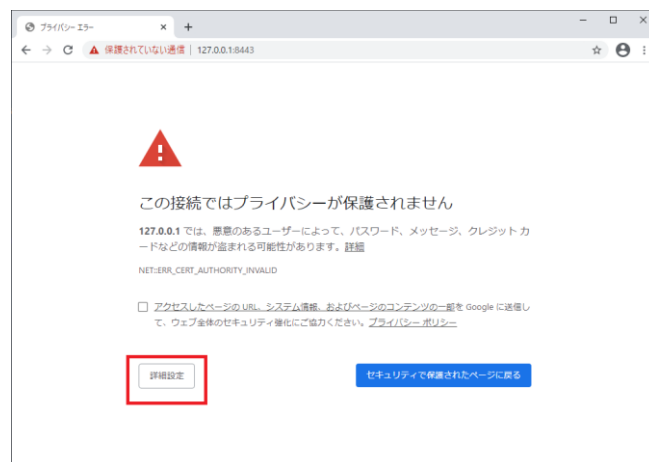 プライバシー エラー
保護されていない通信 | 127.0.0.1:8443
この接続ではプライバシーが保護されません
127.0.0.1 では、悪意のあるユーザーによって、パスワード、メッセージ、クレジット カ
ードなどの情報が盗まれる可能性があります。詳細
NET::ERR_CERT_AUTHORITY_INVALID
アクセスしたページの URL、システム情報、およびページのコンテンツの一部を Google に送信し
て、ウェブ全体のセキュリティ強化にご協力ください。プライバシー ポリシー
詳細設定
セキュリティで保護されたページに戻る